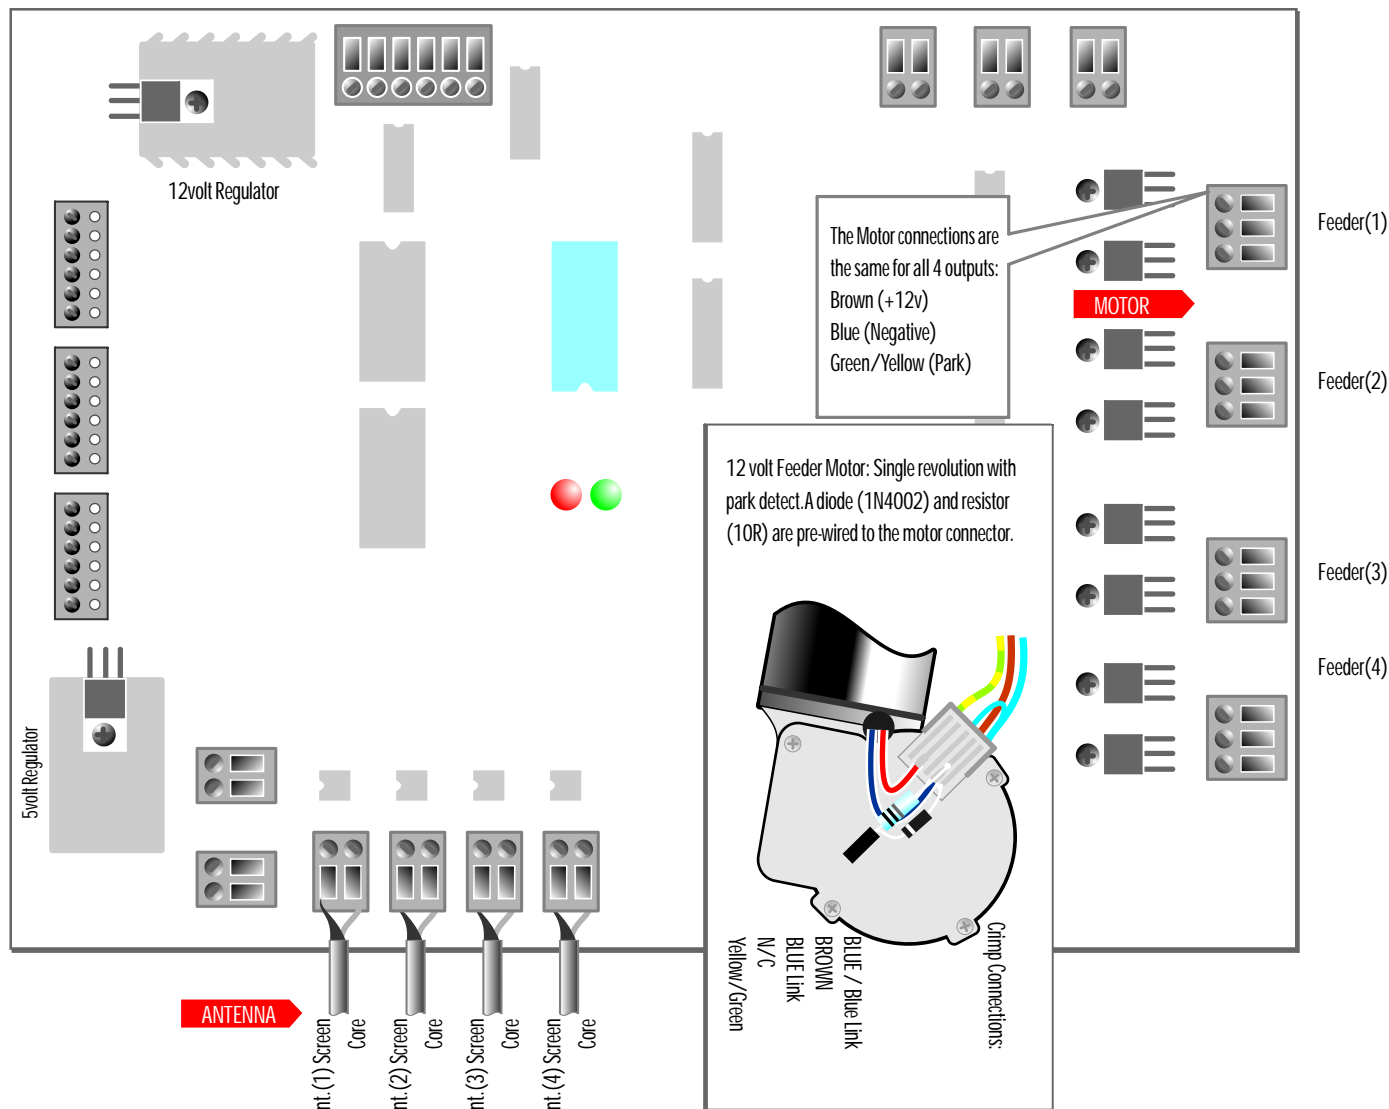 12volt Regulator
The Motor connections are
the same for all 4 outputs:
Brown (+12v)
Blue (Negative)
Green/Yellow (Park)
Feeder(1)
MOTOR
Feeder(2)
12 volt Feeder Motor: Single revolution with
park detect. A diode (1N4002) and resistor
(10R) are pre-wired to the motor connector.
Feeder(3)
Feeder(4)
5volt Regulator
Crimp Connections:
BLUE / Blue Link
BROWN
BLUE Link
N/C
Yellow/Green
ANTENNA
nt.(1) Screen
Core
nt.(2) Screen
Core
nt.(3) Screen
Core
nt.(4) Screen
Core